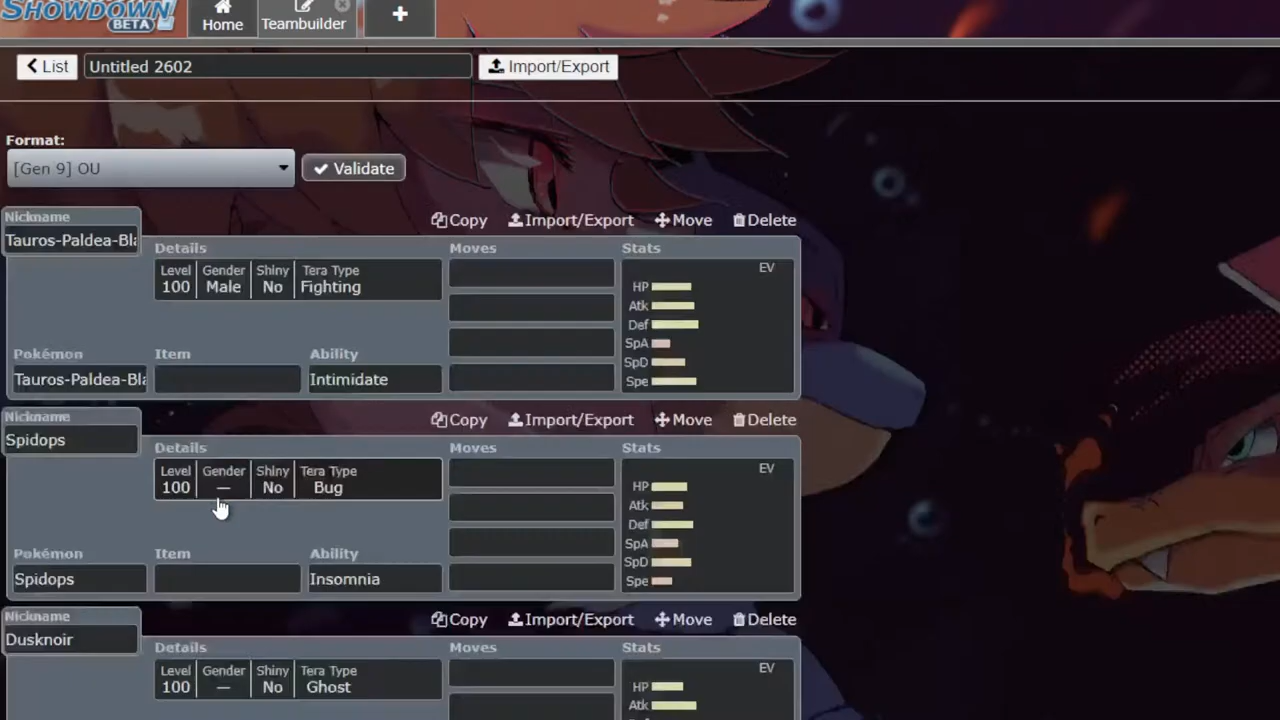 SHOWDOWN
BETA
Home
Teambuilder
+
List
Untitled 2602
Import/Export
Format:
[Gen 9] OU
Validate
Nickname
Tauros-Paldea-Bla
Copy Import/Export Move Delete
Details
Moves
Stats
Level Gender Shiny Tera Type
100 Male No Fighting
EV
HP
Atk
Def
SpA
SpD
Spe
Pokémon Item Ability
Tauros-Paldea-Bla Intimidate
Nickname
Spidops
Copy Import/Export Move Delete
Details
Moves
Stats
Level Gender Shiny Tera Type
100 — No Bug
EV
HP
Atk
Def
SpA
SpD
Spe
Pokémon Item Ability
Spidops Insomnia
Nickname
Dusknoir
Copy Import/Export Move Delete
Details
Moves
Stats
Level Gender Shiny Tera Type
100 — No Ghost
EV
HP
Atk